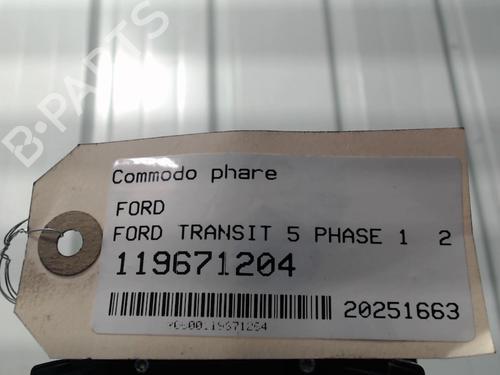 B-PARTS
Commodo phare
FORD
FORD TRANSIT 5 PHASE 1 2
119671204
20251663